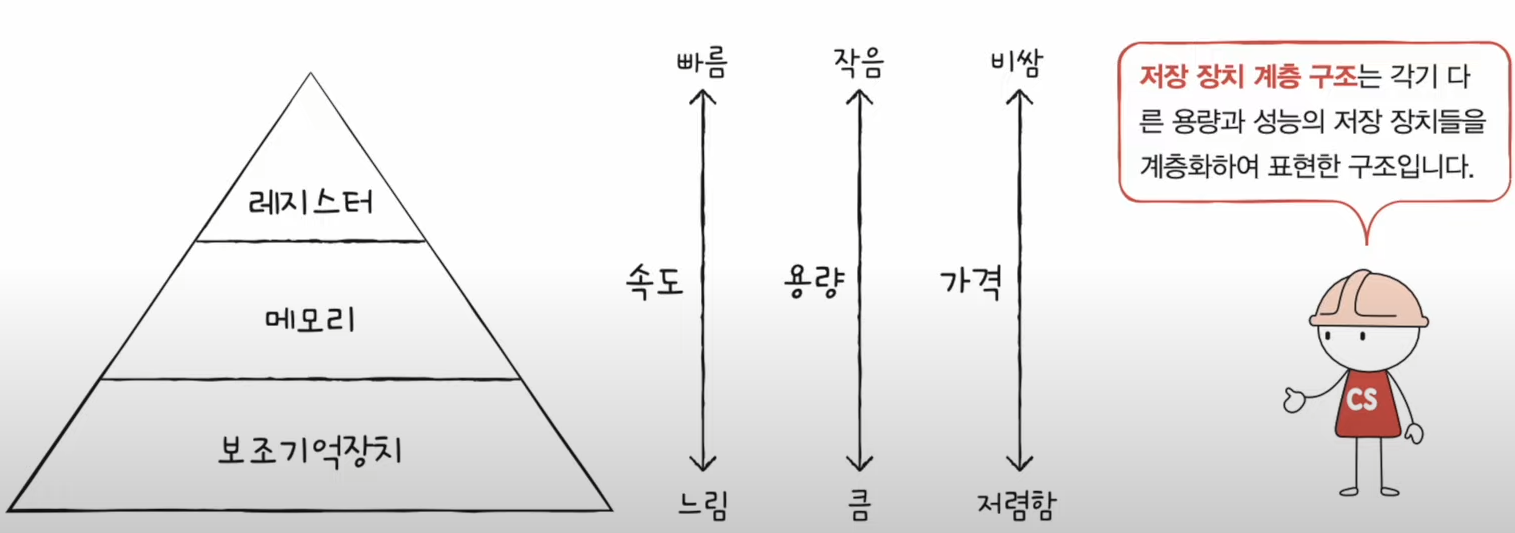 레지스터
메모리
보조기억장치
빠름
속도
느림
작음
용량
큼
비쌈
가격
저렴함
저장 장치 계층 구조는 각기 다
른 용량과 성능의 저장 장치들을
계층화하여 표현한 구조입니다.
CS